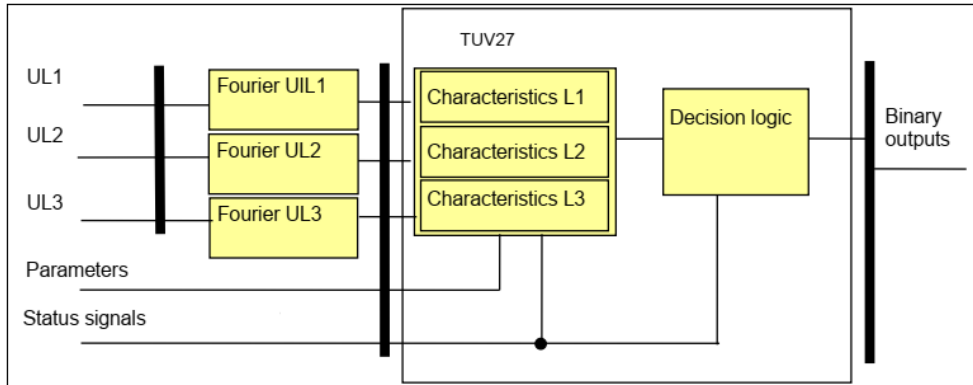 TUV27
UL1
Fourier UIL1
Characteristics L1
Decision logic
Binary
outputs
UL2
Fourier UL2
Characteristics L2
UL3
Fourier UL3
Characteristics L3
Parameters
Status signals